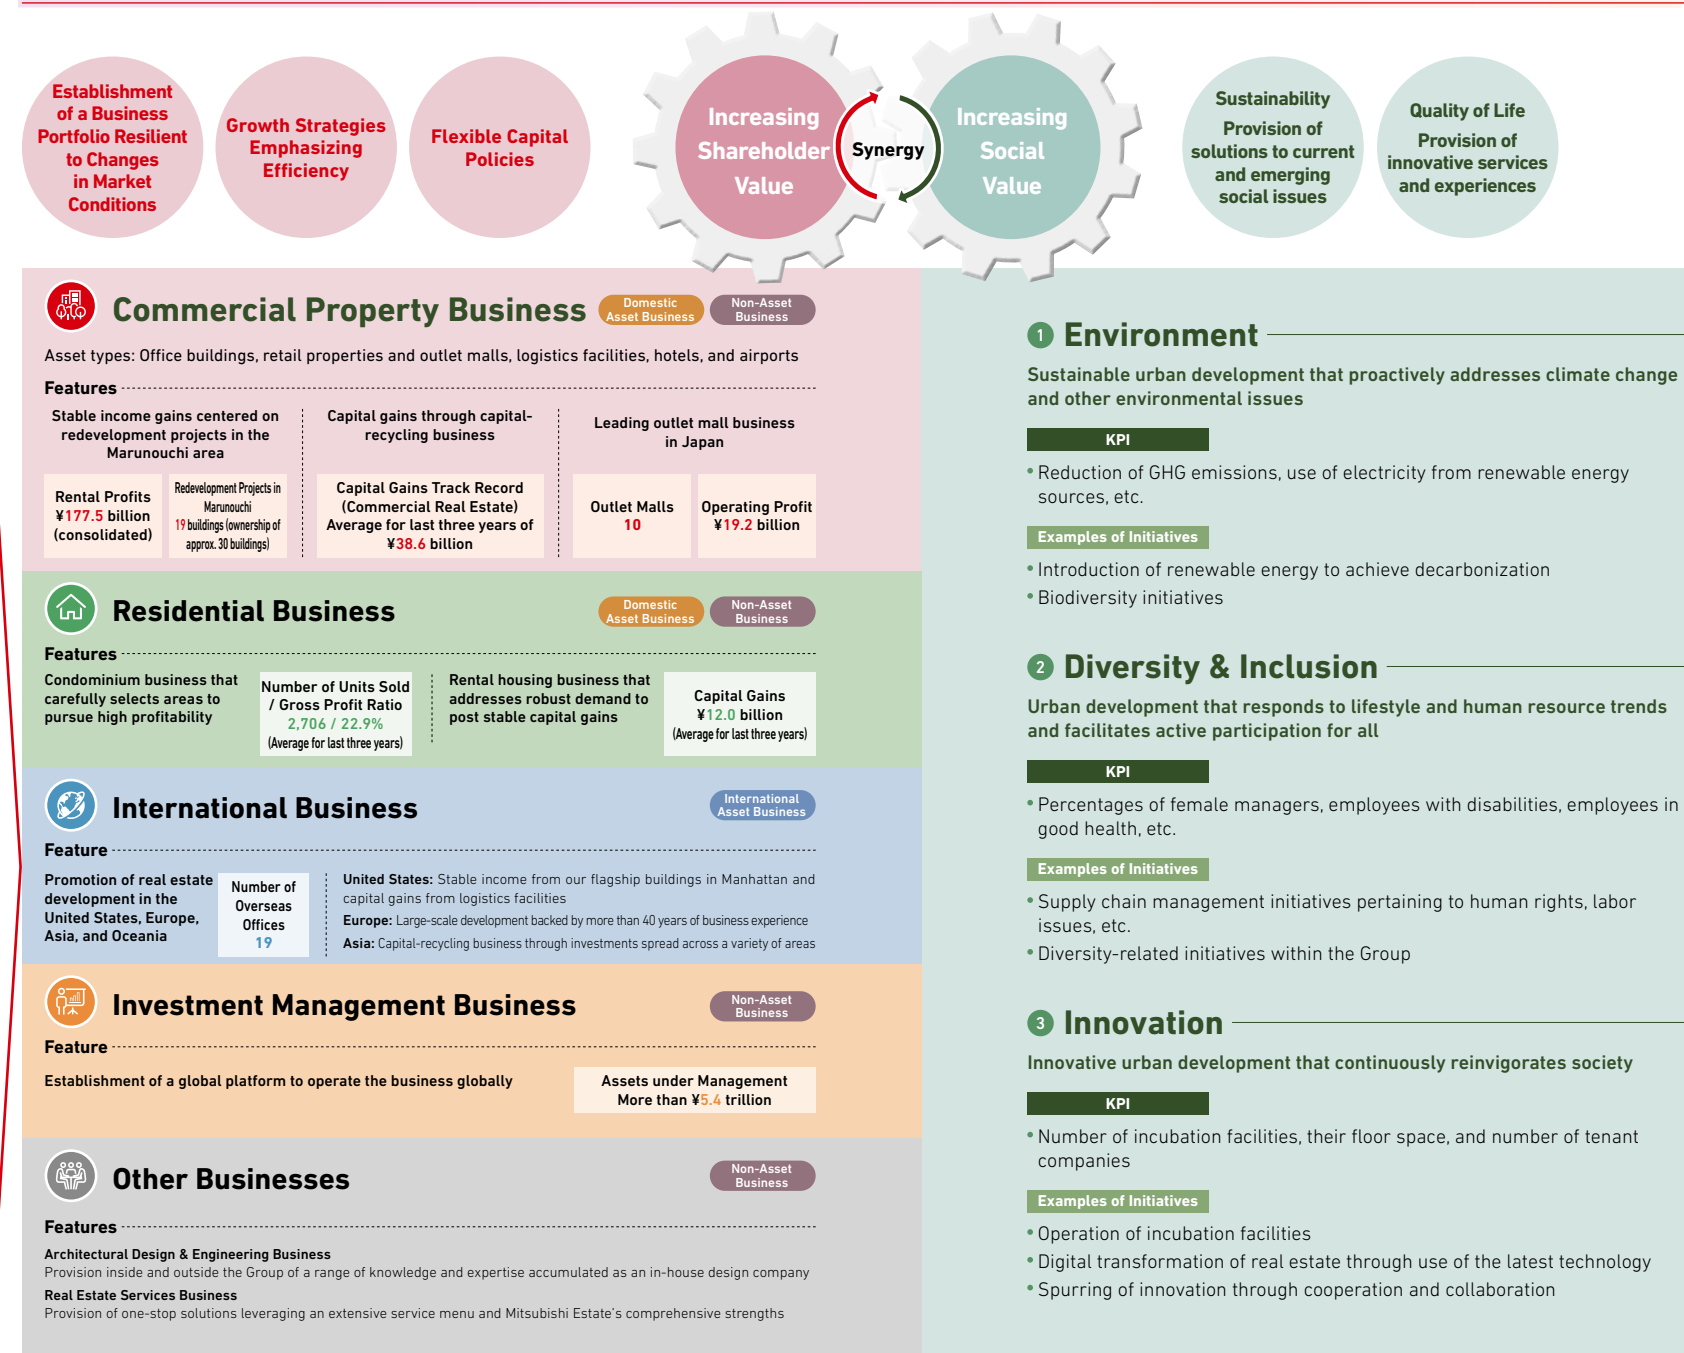 Establishment
of a Business
Portfolio Resilient
to Changes
in Market
Conditions
Growth Strategies
Emphasizing
Efficiency
Flexible Capital
Policies
Increasing
Shareholder
Value
Synergy
Increasing
Social
Value
Sustainability
Provision of
solutions to current
and emerging
social issues
Quality of Life
Provision of
innovative services
and experiences
Commercial Property Business
Domestic
Asset Business
Non-Asset
Business
Asset types: Office buildings, retail properties and outlet malls, logistics facilities, hotels, and airports
Features
Stable income gains centered on
redevelopment projects in the
Marunouchi area
Rental Profits
¥177.5 billion
(consolidated)
Redevelopment Projects in
Marunouchi
19 buildings (ownership of
approx. 30 buildings)
Capital gains through capital-
recycling business
Capital Gains Track Record
(Commercial Real Estate)
Average for last three years of
¥38.6 billion
Leading outlet mall business
in Japan
Outlet Malls
10
Operating Profit
¥19.2 billion
Residential Business
Domestic
Asset Business
Non-Asset
Business
Features
Condominium business that
carefully selects areas to
pursue high profitability
Number of Units Sold
/ Gross Profit Ratio
2,706 / 22.9%
(Average for last three years)
Rental housing business that
addresses robust demand to
post stable capital gains
Capital Gains
¥12.0 billion
(Average for last three years)
International Business
International
Asset Business
Feature
Promotion of real estate
development in the
United States, Europe,
Asia, and Oceania
Number of
Overseas
Offices
19
United States: Stable income from our flagship buildings in Manhattan and
capital gains from logistics facilities
Europe: Large-scale development backed by more than 40 years of business experience
Asia: Capital-recycling business through investments spread across a variety of areas
Investment Management Business
Non-Asset
Business
Feature
Establishment of a global platform to operate the business globally
Assets under Management
More than ¥5.4 trillion
Other Businesses
Non-Asset
Business
Features
Architectural Design & Engineering Business
Provision inside and outside the Group of a range of knowledge and expertise accumulated as an in-house design company
Real Estate Services Business
Provision of one-stop solutions leveraging an extensive service menu and Mitsubishi Estate's comprehensive strengths
1 Environment
Sustainable urban development that proactively addresses climate change
and other environmental issues
KPI
• Reduction of GHG emissions, use of electricity from renewable energy
sources, etc.
Examples of Initiatives
• Introduction of renewable energy to achieve decarbonization
• Biodiversity initiatives
2 Diversity & Inclusion
Urban development that responds to lifestyle and human resource trends
and facilitates active participation for all
KPI
• Percentages of female managers, employees with disabilities, employees in
good health, etc.
Examples of Initiatives
• Supply chain management initiatives pertaining to human rights, labor
issues, etc.
• Diversity-related initiatives within the Group
3 Innovation
Innovative urban development that continuously reinvigorates society
KPI
• Number of incubation facilities, their floor space, and number of tenant
companies
Examples of Initiatives
• Operation of incubation facilities
• Digital transformation of real estate through use of the latest technology
• Spurring of innovation through cooperation and collaboration